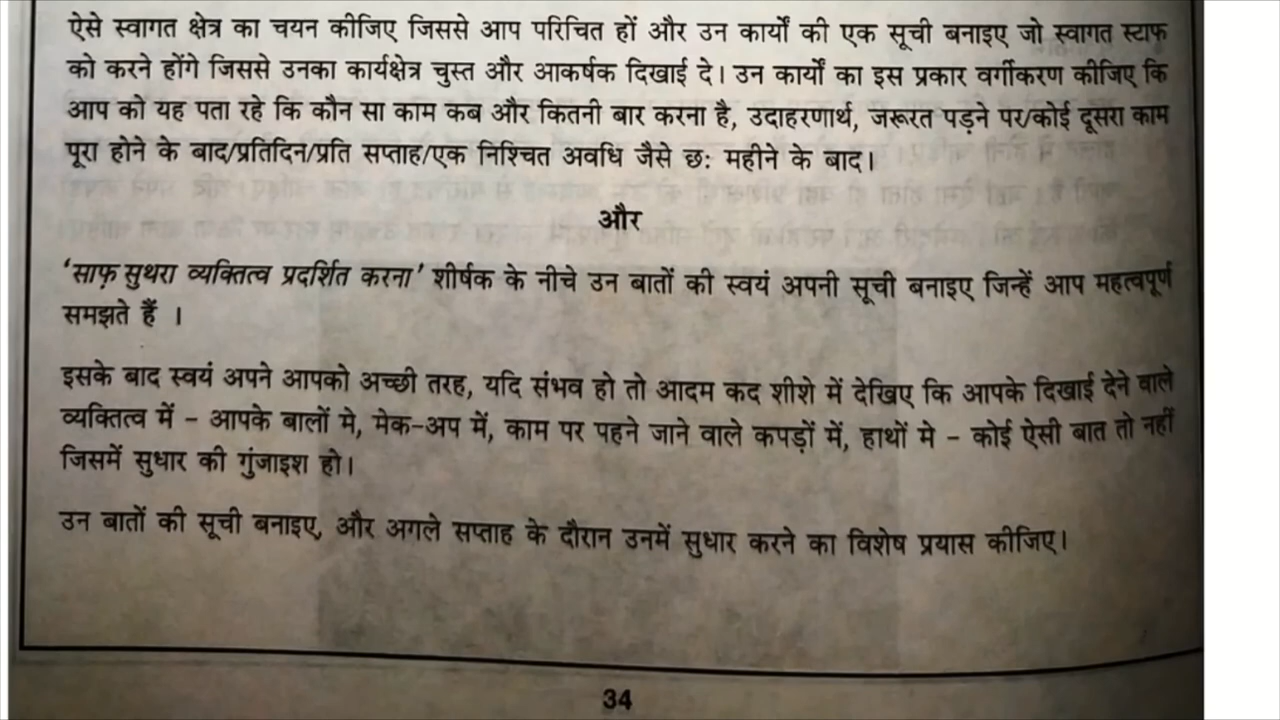 ऐसे स्वागत क्षेत्र का चयन कीजिए जिससे आप परिचित हों और उन कार्यों की एक सूची बनाइए जो स्वागत स्टाफ
को करने होंगे जिससे उनका कार्यक्षेत्र चुस्त और आकर्षक दिखाई दे। उन कार्यों का इस प्रकार वर्गीकरण कीजिए कि
आप को यह पता रहे कि कौन सा काम कब और कितनी बार करना है, उदाहरणार्थ, जरूरत पड़ने पर/कोई दूसरा काम
पूरा होने के बाद/प्रतिदिन/प्रति सप्ताह/एक निश्चित अवधि जैसे छः महीने के बाद।
और
'साफ़ सुथरा व्यक्तित्व प्रदर्शित करना' शीर्षक के नीचे उन बातों की स्वयं अपनी सूची बनाइए जिन्हें आप महत्वपूर्ण
समझते हैं ।
इसके बाद स्वयं अपने आपको अच्छी तरह, यदि संभव हो तो आदम कद शीशे में देखिए कि आपके दिखाई देने वाले
व्यक्तित्व में - आपके बालों मे, मेक-अप में, काम पर पहने जाने वाले कपड़ों में, हाथों मे - कोई ऐसी बात तो नहीं
जिसमें सुधार की गुंजाइश हो।
उन बातों की सूची बनाइए, और अगले सप्ताह के दौरान उनमें सुधार करने का विशेष प्रयास कीजिए।
34